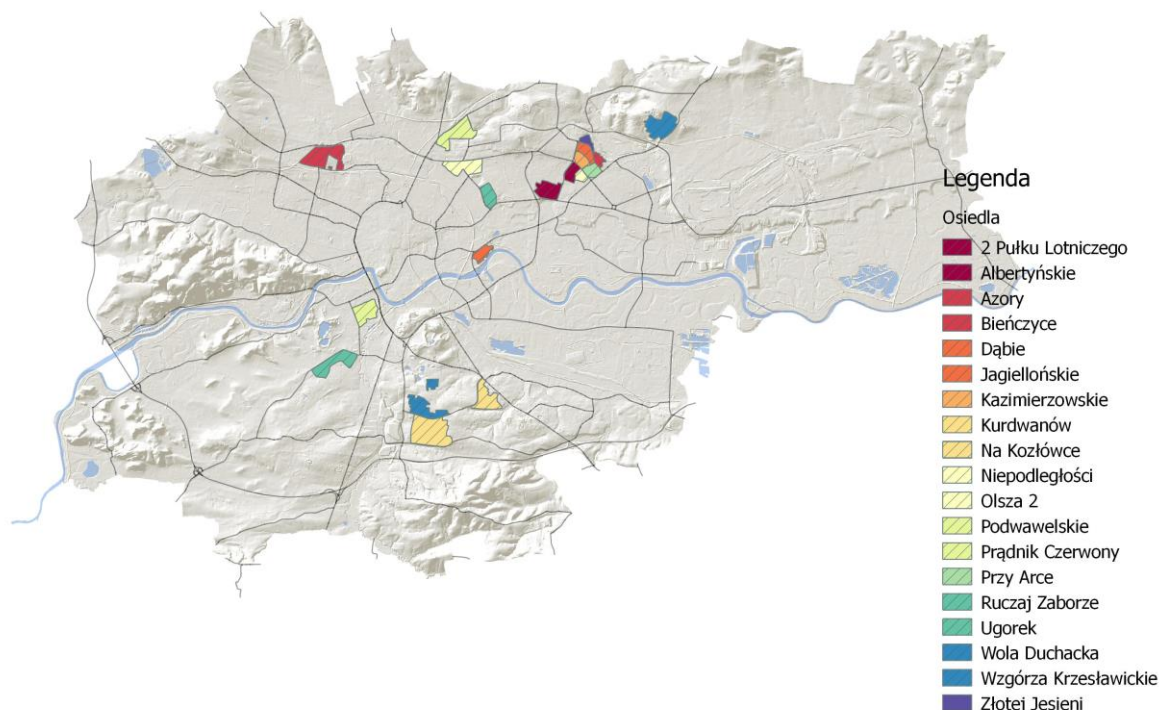 Legenda
Osiedla
2 Pułku Lotniczego
Albertyńskie
Azory
Bieńczyce
Dąbie
Jagiellońskie
Kazimierzowskie
Kurdwanów
Na Kozłówce
Niepodległości
Olsza 2
Podwawelskie
Prądnik Czerwony
Przy Arce
Ruczaj Zaborze
Ugorek
Wola Duchacka
Wzgórza Krzesławickie
Złotej Jesieni